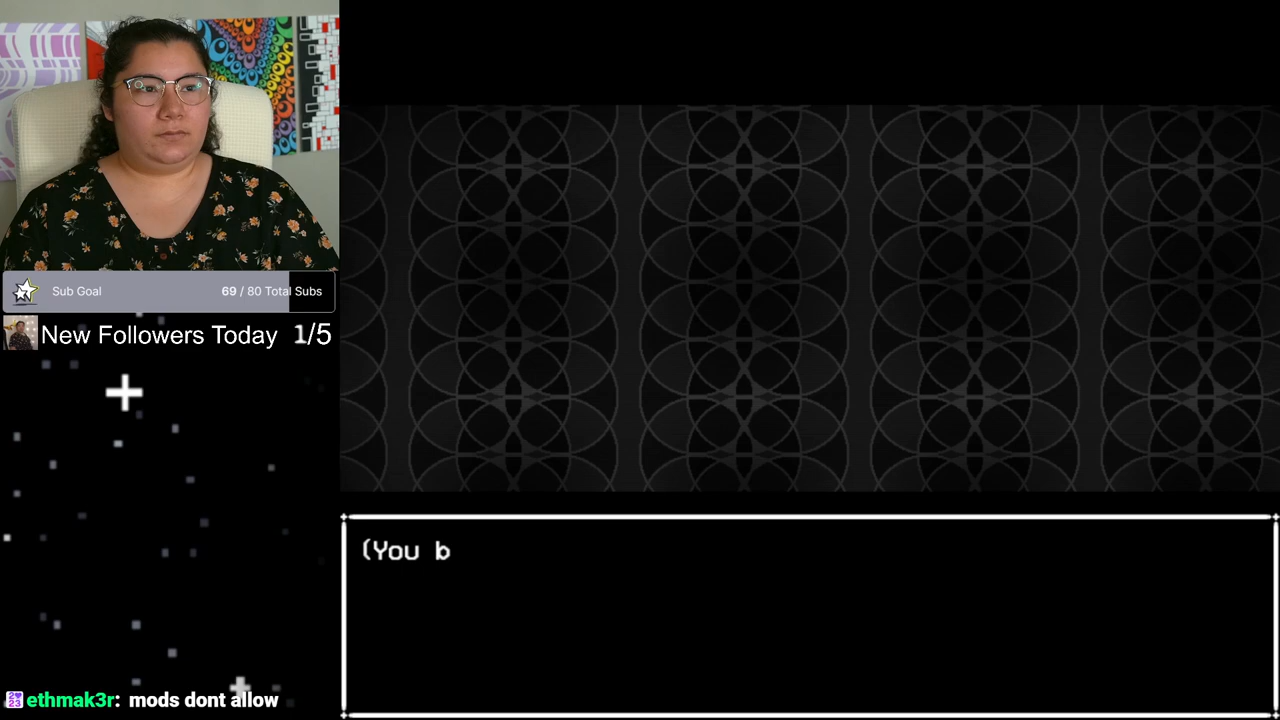 Sub Goal 69 / 80 Total Subs
New Followers Today 1/5
(You b
ethmak3r: mods dont allow